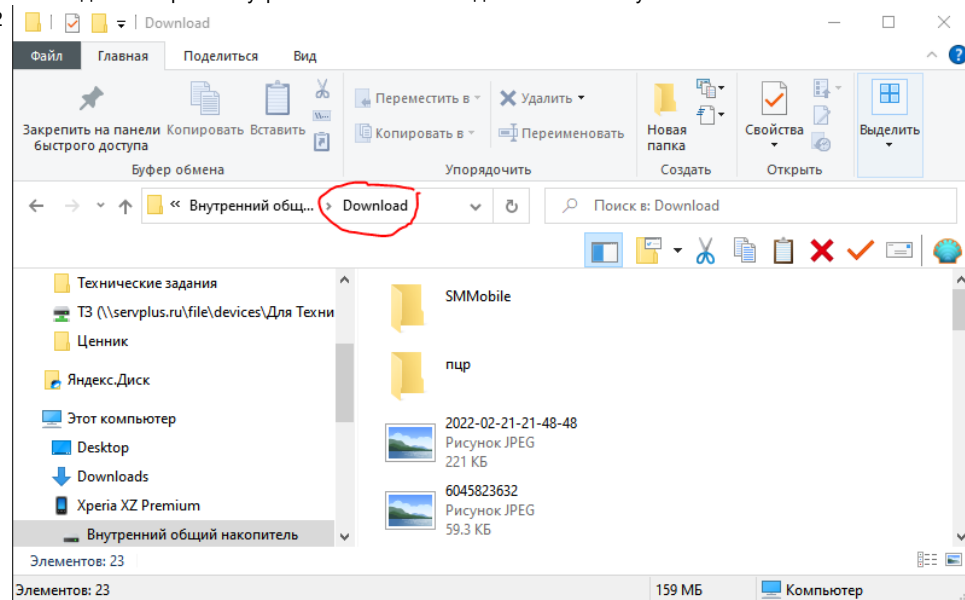 2
Download
Файл Главная Поделиться Вид
Закрепить на панели быстрого доступа
Копировать
Вставить
W...
Буфер обмена
Переместить в
Копировать в
Удалить
Переименовать
Упорядочить
Новая папка
Создать
Свойства
Открыть
Выделить
« Внутренний общ... › Download
Поиск в: Download
Технические задания
ТЗ (\\servplus.ru\file\devices\Для Техни
Ценник
Яндекс.Диск
Этот компьютер
Desktop
Downloads
Xperia XZ Premium
Внутренний общий накопитель
SMMobile
пцр
2022-02-21-21-48-48
Рисунок JPEG
221 КБ
6045823632
Рисунок JPEG
59.3 КБ
Элементов: 23
Элементов: 23 159 МБ Компьютер